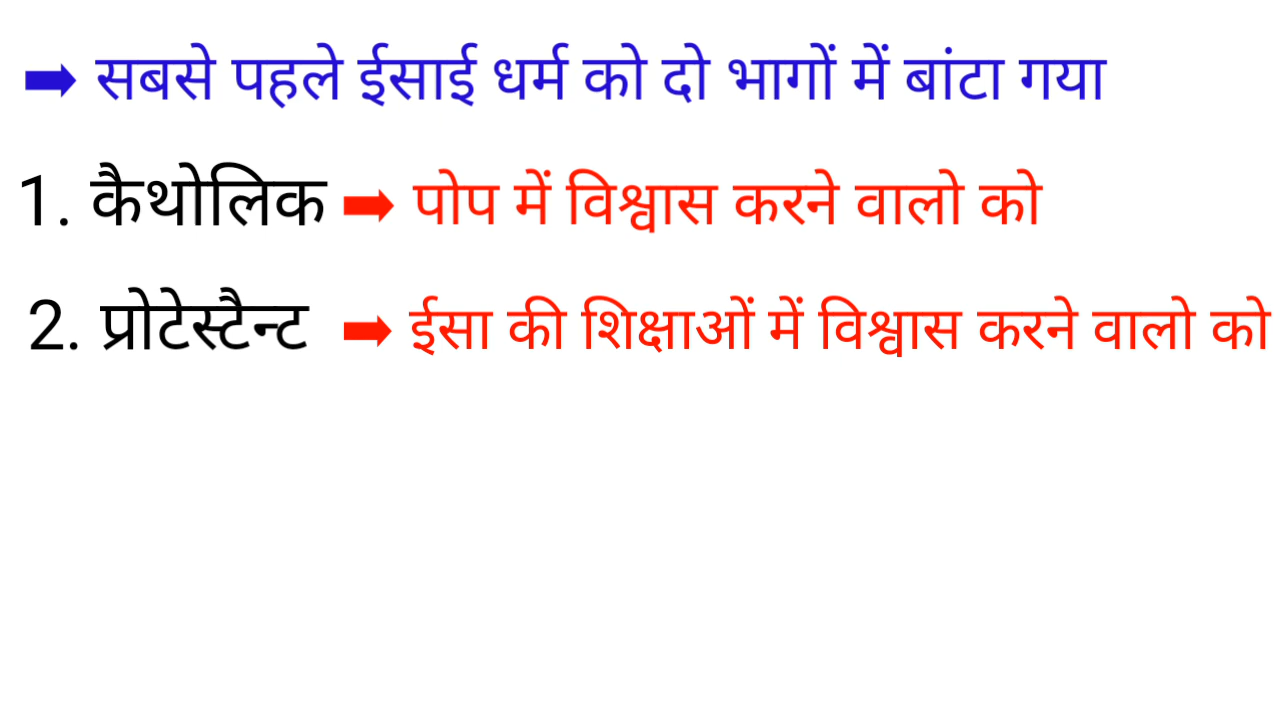 ➡ सबसे पहले ईसाई धर्म को दो भागों में बांटा गया
1. कैथोलिक ➡ पोप में विश्वास करने वालो को
2. प्रोटेस्टैन्ट ➡ ईसा की शिक्षाओं में विश्वास करने वालो को